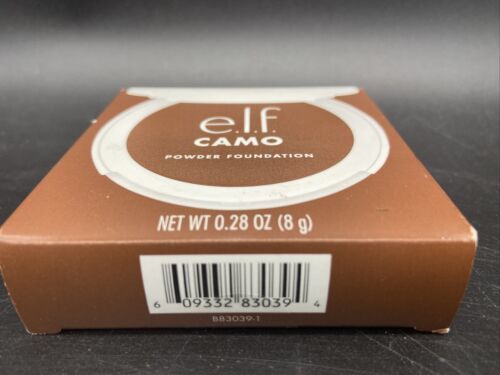 e.l.f.
CAMO
POWDER FOUNDATION
NET WT 0.28 OZ (8 g)
6 09332 83039 4
B83039-1